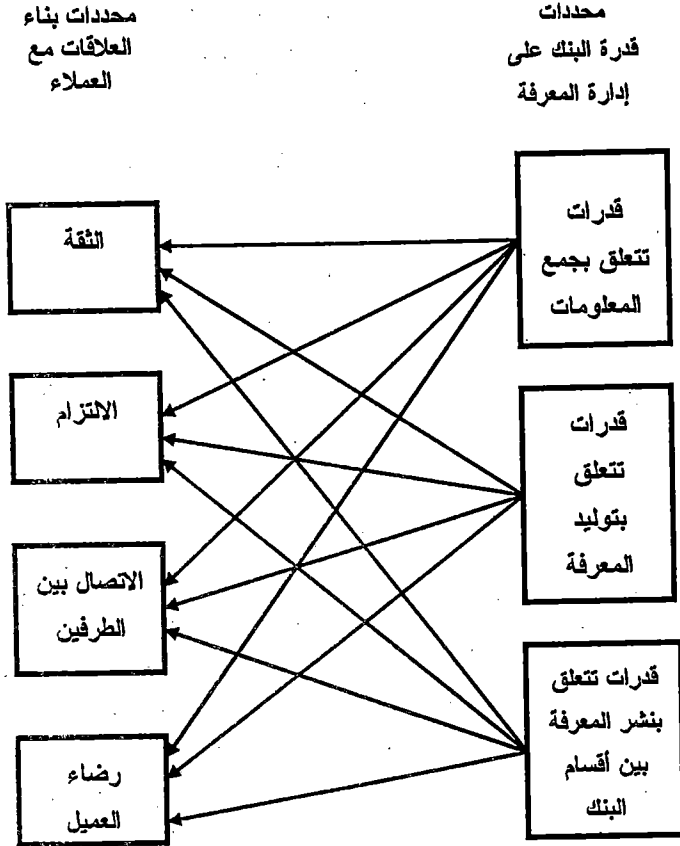 محددات
قدرة البنك على
إدارة المعرفة
محددات بناء
العلاقات مع
العملاء
قدرات
تتعلق بجمع
المعلومات
قدرات
تتعلق
بتوليد
المعرفة
قدرات تتعلق
بنشر المعرفة
بين أقسام
البنك
الثقة
الالتزام
الاتصال بين
الطرفين
رضاء
العميل